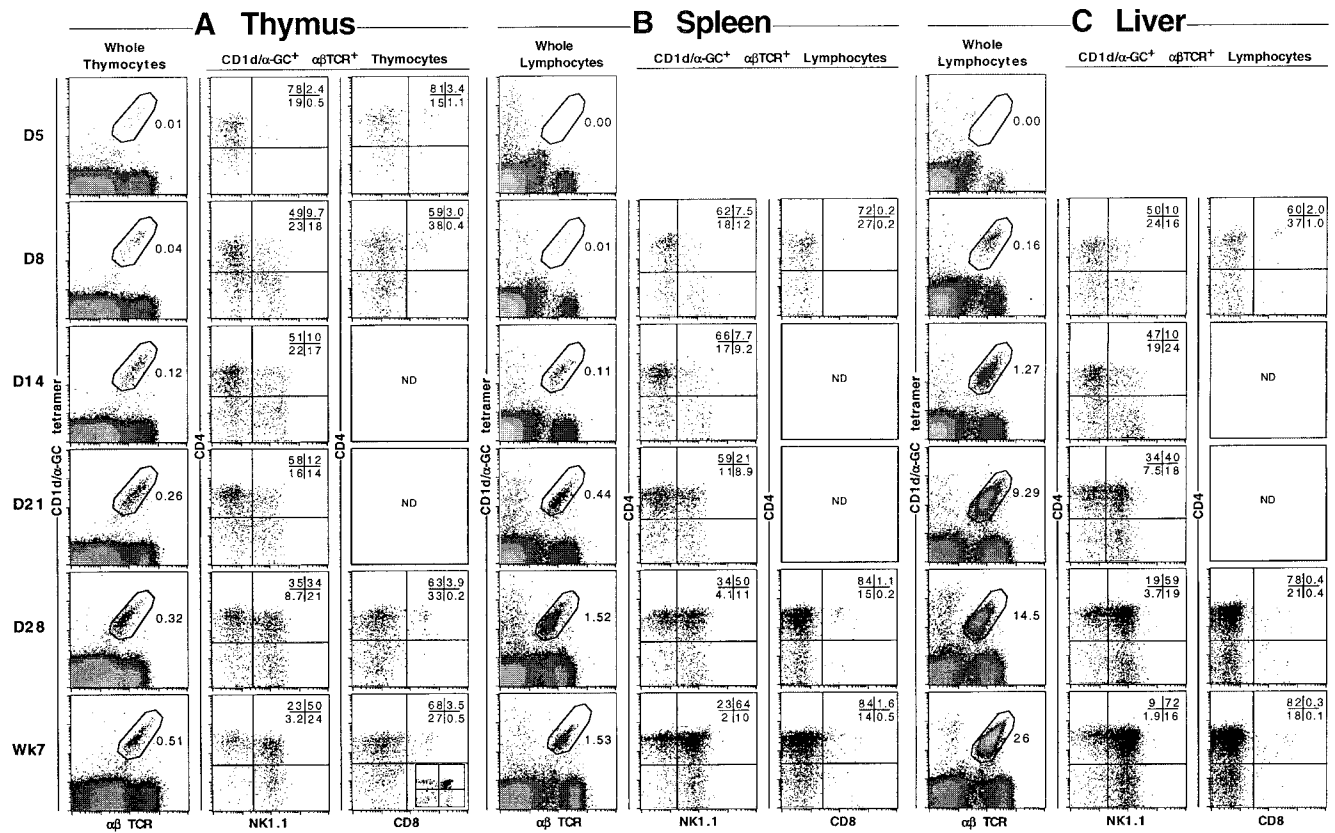 A Thymus B Spleen C Liver
Whole Thymocytes CD1d/α-GC+ αβTCR+ Thymocytes Whole Lymphocytes CD1d/α-GC+ αβTCR+ Lymphocytes Whole Lymphocytes CD1d/α-GC+ αβTCR+ Lymphocytes
D5 0.01 78|2.4 81|3.4 0.00 0.00
19|0.5 15|1.1
D8 0.04 49|9.7 59|3.0 0.01 62|7.5 72|0.2 0.16 50|10 60|2.0
23|18 38|0.4 18|12 27|0.2 24|16 37|1.0
D14 0.12 51|10 ND 0.11 66|7.7 ND 1.27 47|10 ND
22|17 17|9.2 19|24
D21 0.26 58|12 ND 0.44 59|21 ND 9.29 34|40 ND
16|14 11|8.9 7.5|18
D28 0.32 35|34 63|3.9 1.52 34|50 84|1.1 14.5 19|59 78|0.4
8.7|21 33|0.2 4.1|11 15|0.2 3.7|19 21|0.4
Wk7 0.51 23|50 68|3.5 1.53 23|64 84|1.6 26 9|72 82|0.3
3.2|24 27|0.5 2|10 14|0.5 1.9|16 18|0.1
CD1d/α-GC tetramer CD4 CD4 CD1d/α-GC tetramer CD4 CD4 CD1d/α-GC tetramer CD4 CD4
αβ TCR NK1.1 CD8 αβ TCR NK1.1 CD8 αβ TCR NK1.1 CD8